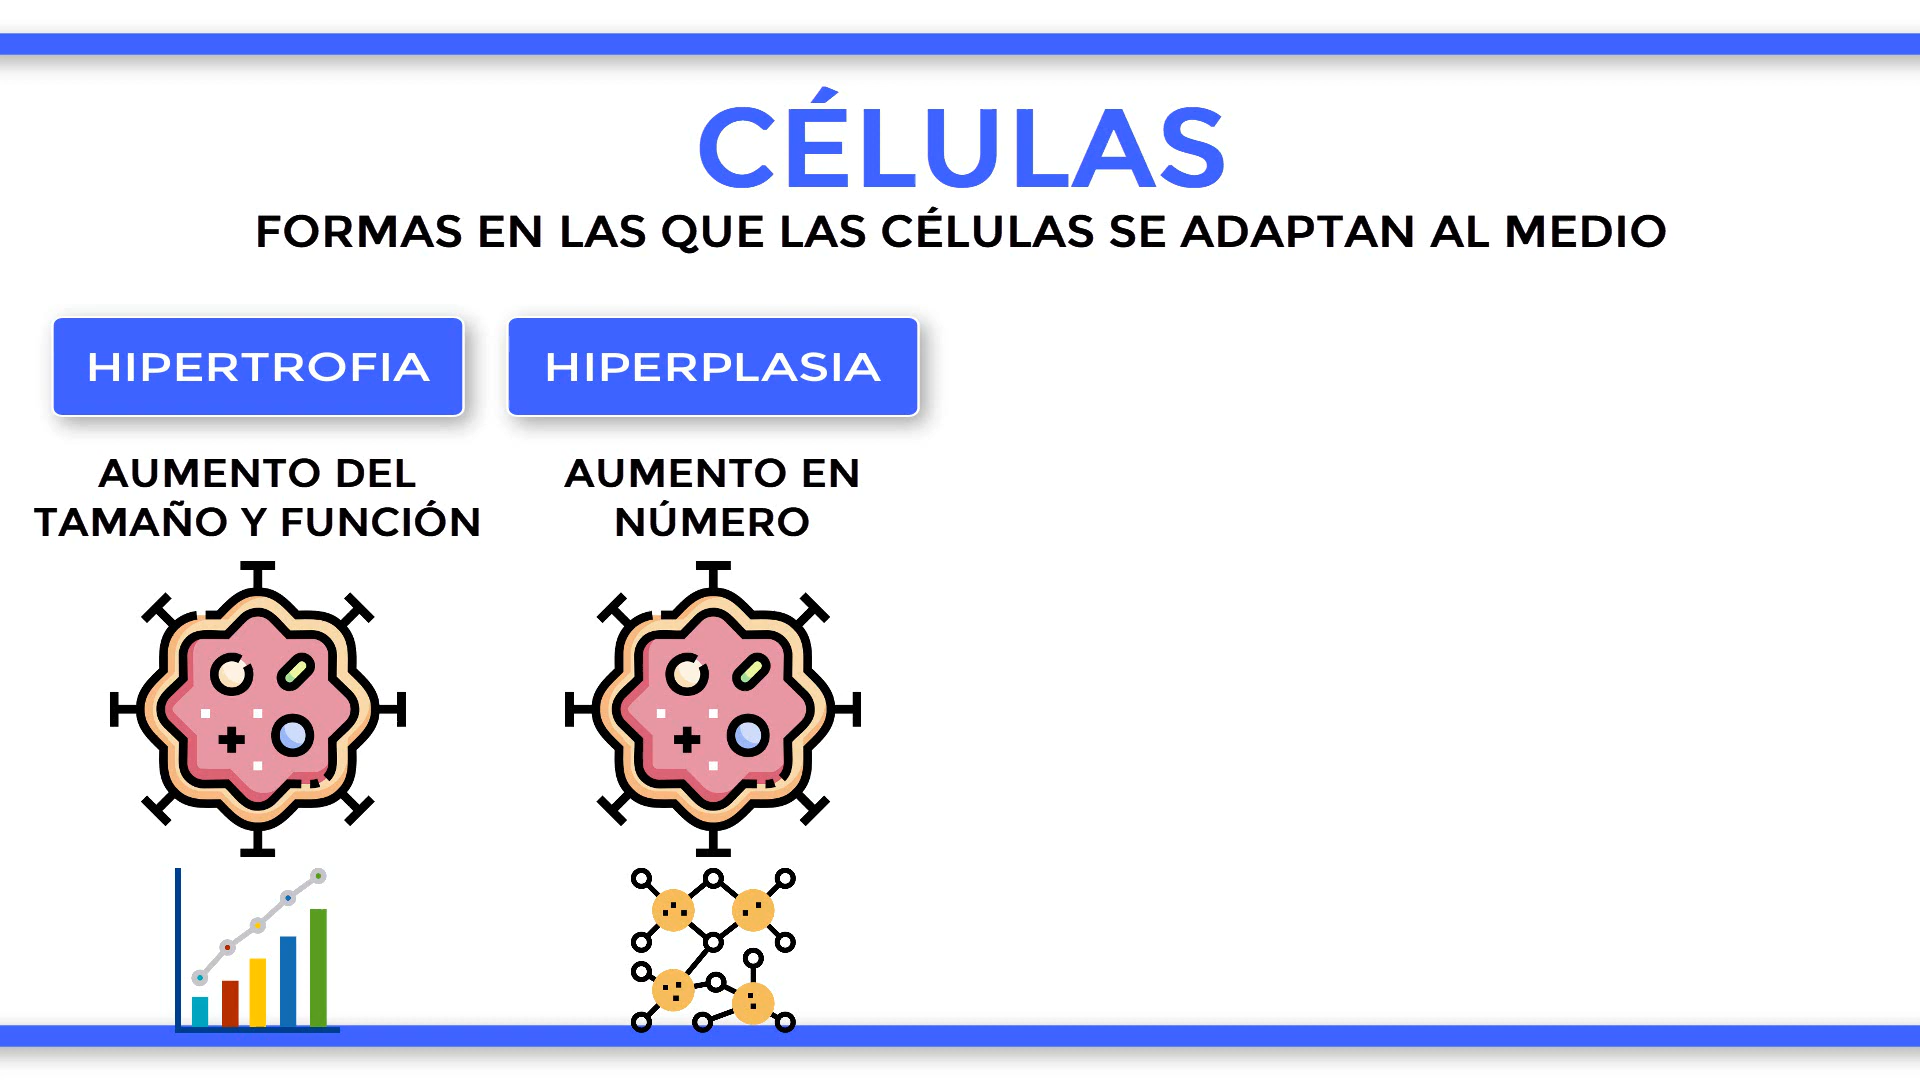 CÉLULAS
FORMAS EN LAS QUE LAS CÉLULAS SE ADAPTAN AL MEDIO
HIPERTROFIA
AUMENTO DEL
TAMAÑO Y FUNCIÓN
HIPERPLASIA
AUMENTO EN
NÚMERO